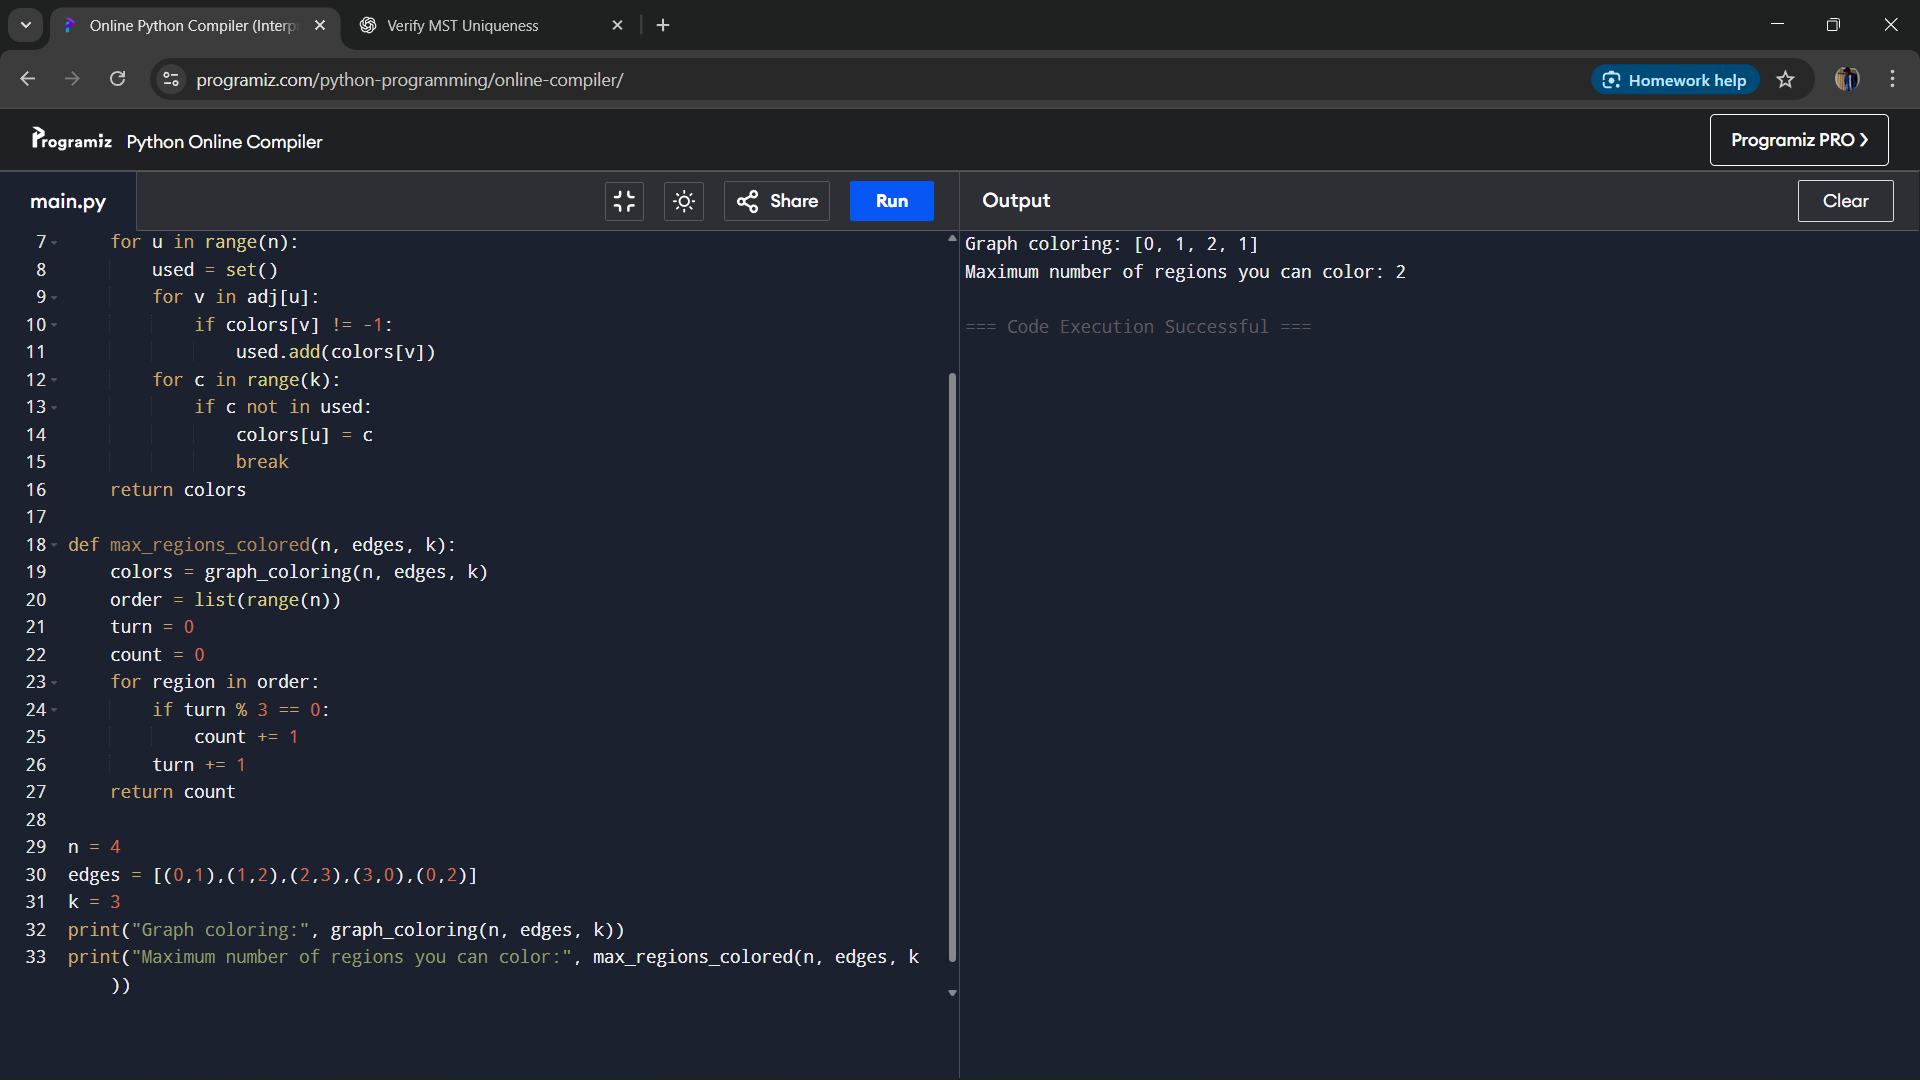 Online Python Compiler (Interp
Verify MST Uniqueness
programiz.com/python-programming/online-compiler/
Homework help
Programiz Python Online Compiler
Programiz PRO
main.py
Share
Run
Output
Clear
7 for u in range(n):
8 used = set()
9 for v in adj[u]:
10 if colors[v] != -1:
11 used.add(colors[v])
12 for c in range(k):
13 if c not in used:
14 colors[u] = c
15 break
16 return colors
17
18 def max_regions_colored(n, edges, k):
19 colors = graph_coloring(n, edges, k)
20 order = list(range(n))
21 turn = 0
22 count = 0
23 for region in order:
24 if turn % 3 == 0:
25 count += 1
26 turn += 1
27 return count
28
29 n = 4
30 edges = [(0,1),(1,2),(2,3),(3,0),(0,2)]
31 k = 3
32 print("Graph coloring:", graph_coloring(n, edges, k))
33 print("Maximum number of regions you can color:", max_regions_colored(n, edges, k
))
Graph coloring: [0, 1, 2, 1]
Maximum number of regions you can color: 2
=== Code Execution Successful ===